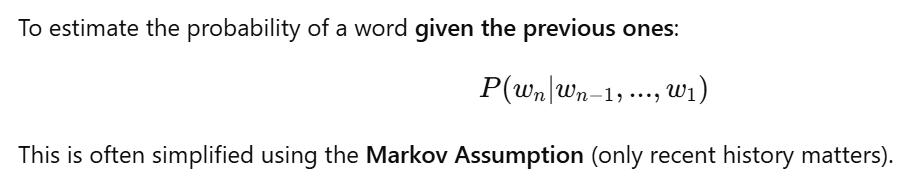 To estimate the probability of a word given the previous ones:
P(wₙ|wₙ₋₁, ..., w₁)
This is often simplified using the Markov Assumption (only recent history matters).